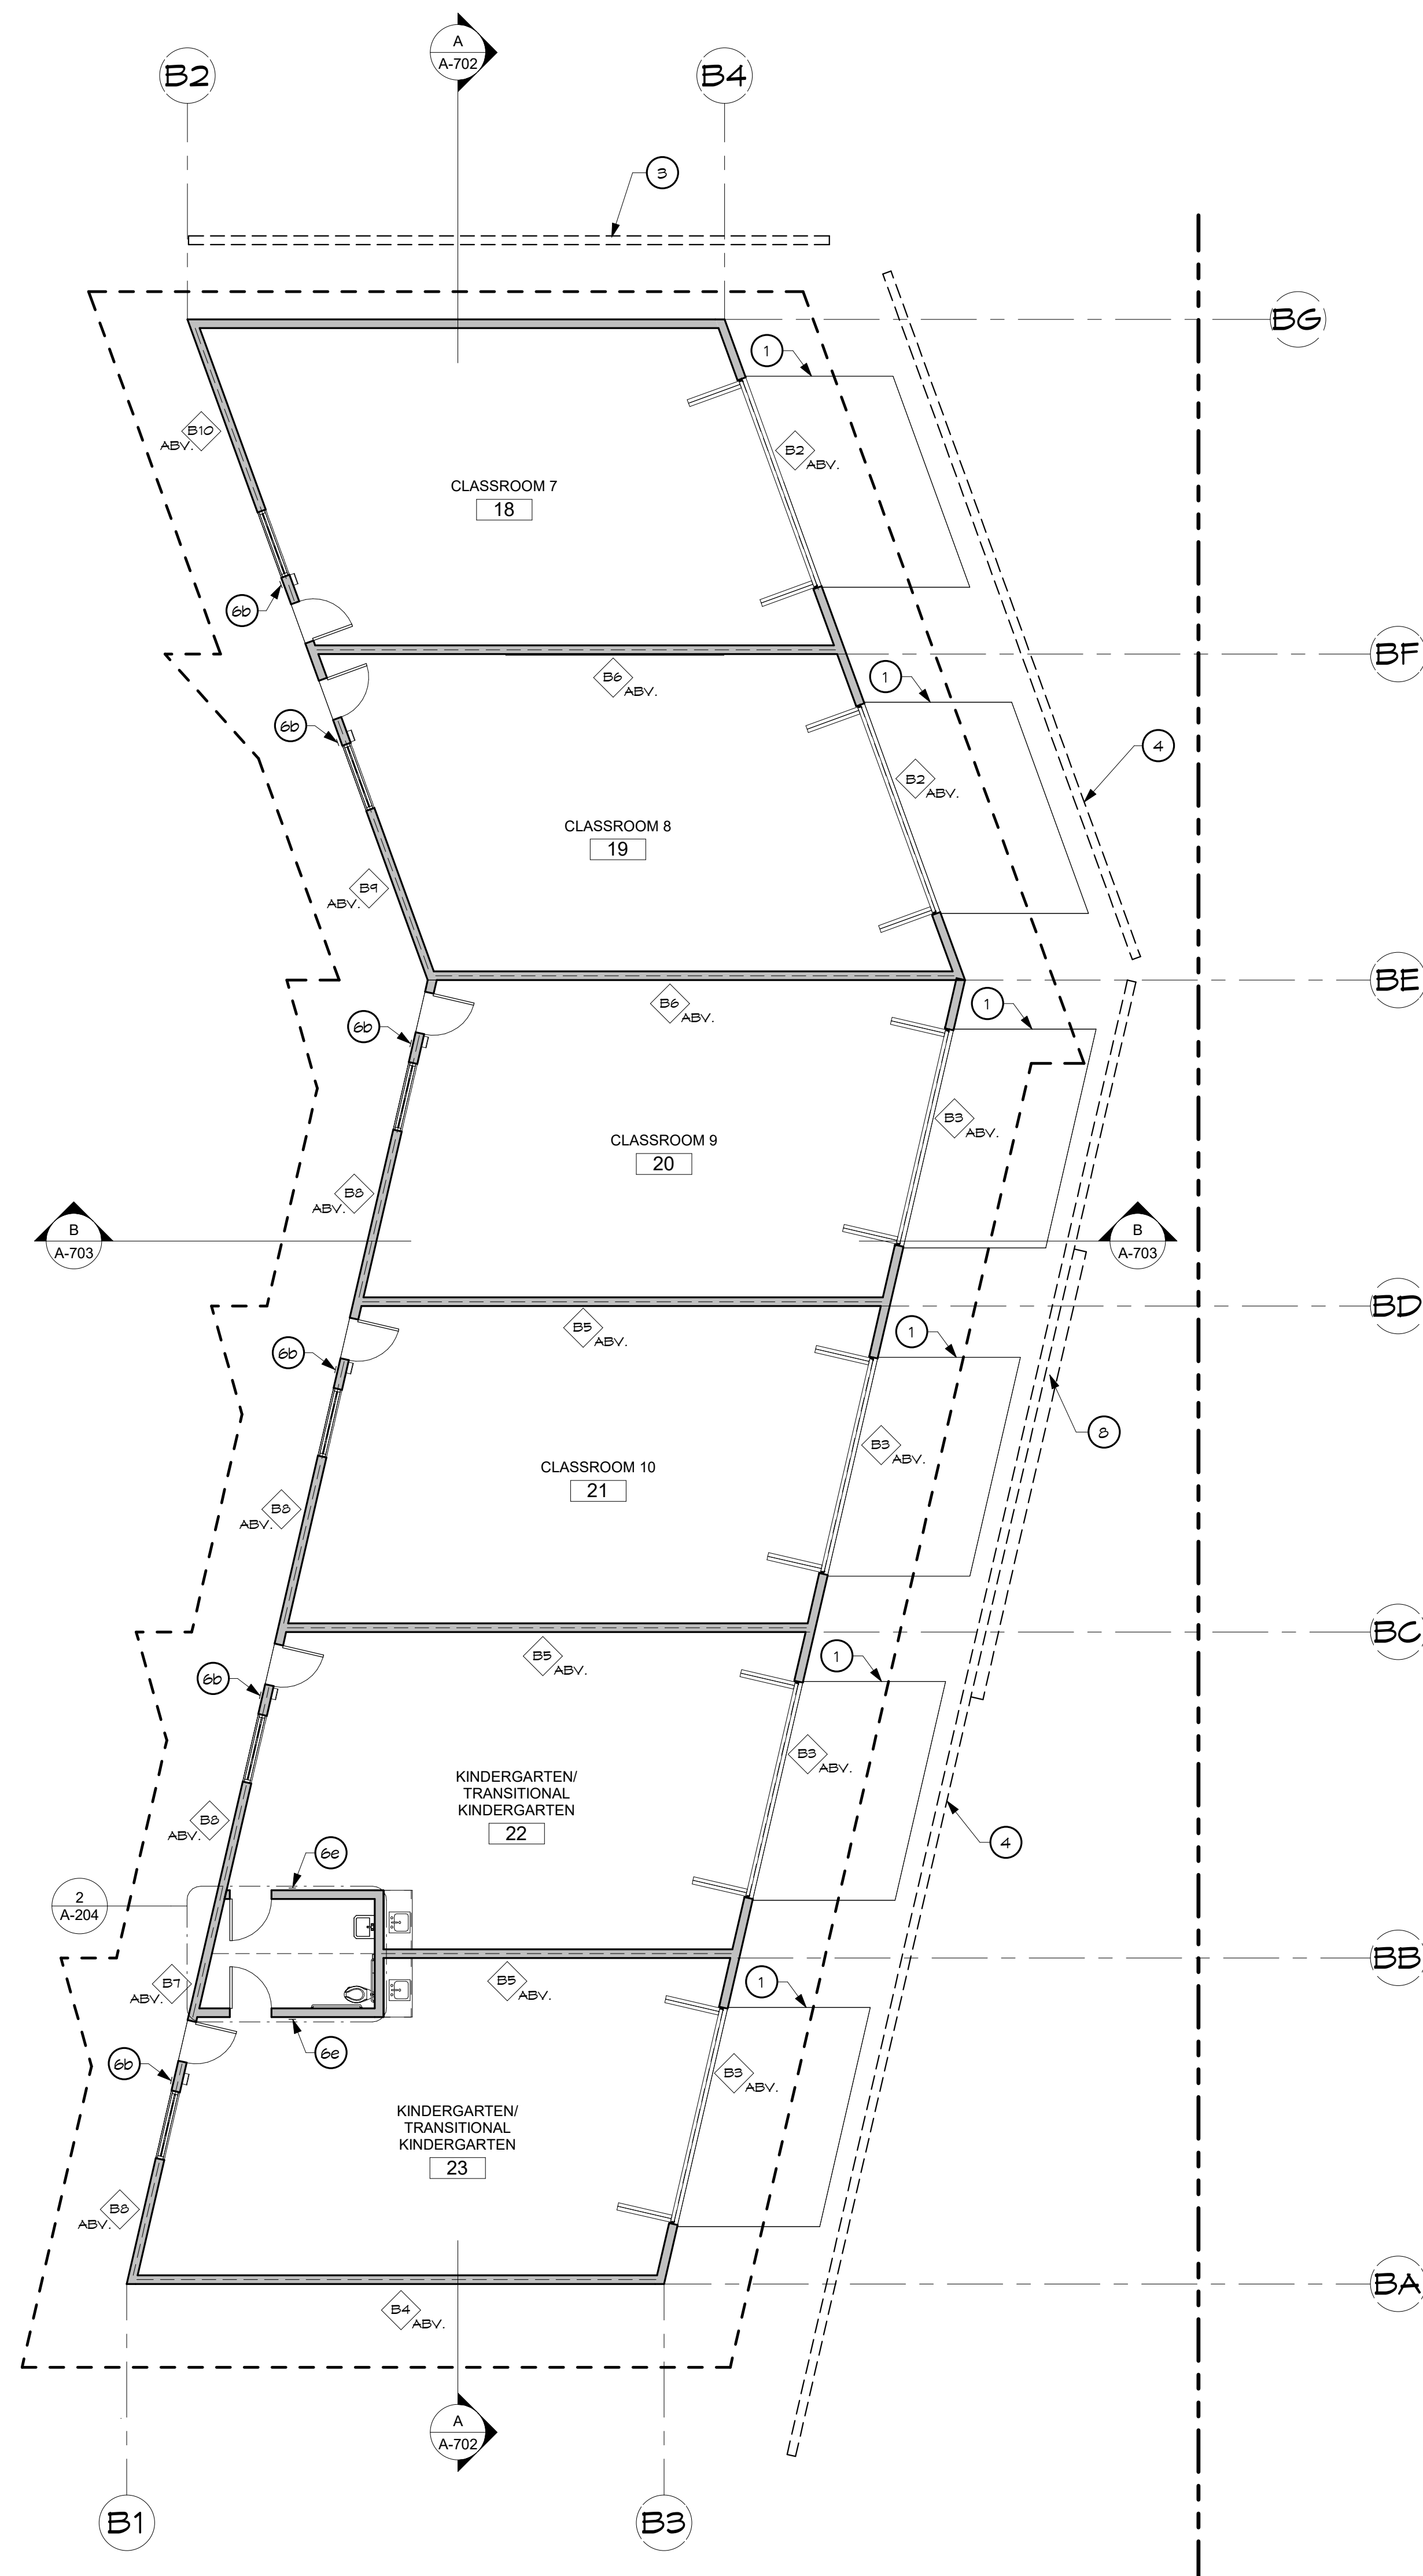 A
A-702
B2
B4
3
BG
1
B10
ABV.
B2
ABV.
CLASSROOM 7
18
6b
BF
B6
ABV.
1
6b
4
B2
ABV.
CLASSROOM 8
19
B9
ABV.
BE
B6
ABV.
1
6b
B3
ABV.
CLASSROOM 9
20
B8
ABV.
B
A-703
B
A-703
BD
B5
ABV.
1
6b
8
B3
ABV.
CLASSROOM 10
21
B8
ABV.
BC
B5
ABV.
1
6b
B3
ABV.
KINDERGARTEN/
TRANSITIONAL
KINDERGARTEN
22
B8
ABV.
4
6e
2
A-204
BB
B7
ABV.
B5
ABV.
1
6e
6b
B3
ABV.
KINDERGARTEN/
TRANSITIONAL
KINDERGARTEN
23
B8
ABV.
BA
B4
ABV.
A
A-702
B1
B3